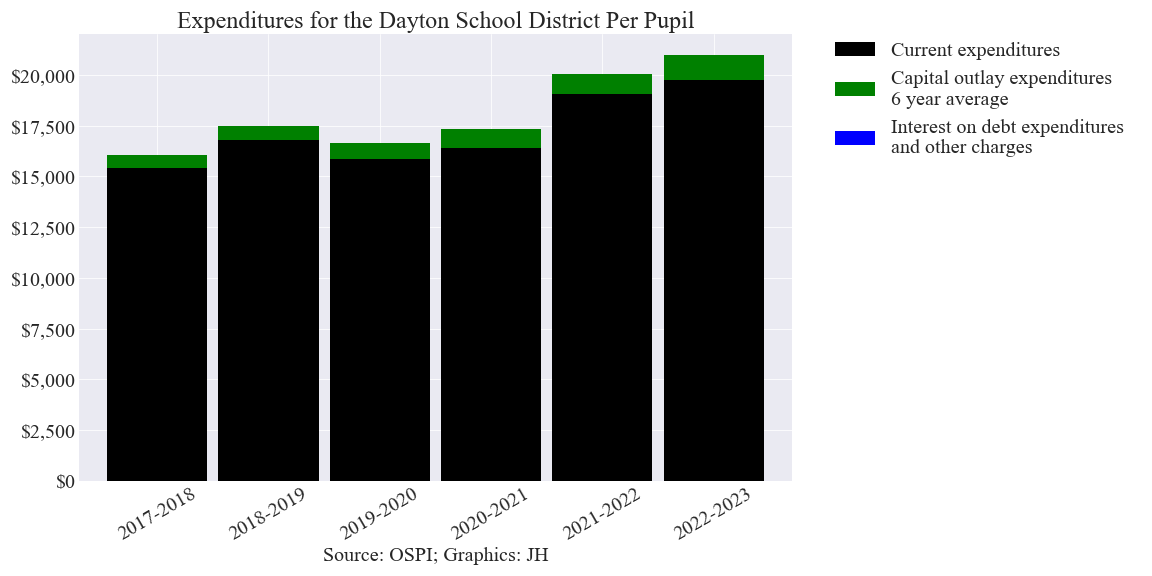 Expenditures for the Dayton School District Per Pupil
$20,000
$17,500
$15,000
$12,500
$10,000
$7,500
$5,000
$2,500
$0
2017-2018
2018-2019
2019-2020
2020-2021
2021-2022
2022-2023
Source: OSPI; Graphics: JH
Current expenditures
Capital outlay expenditures
6 year average
Interest on debt expenditures
and other charges